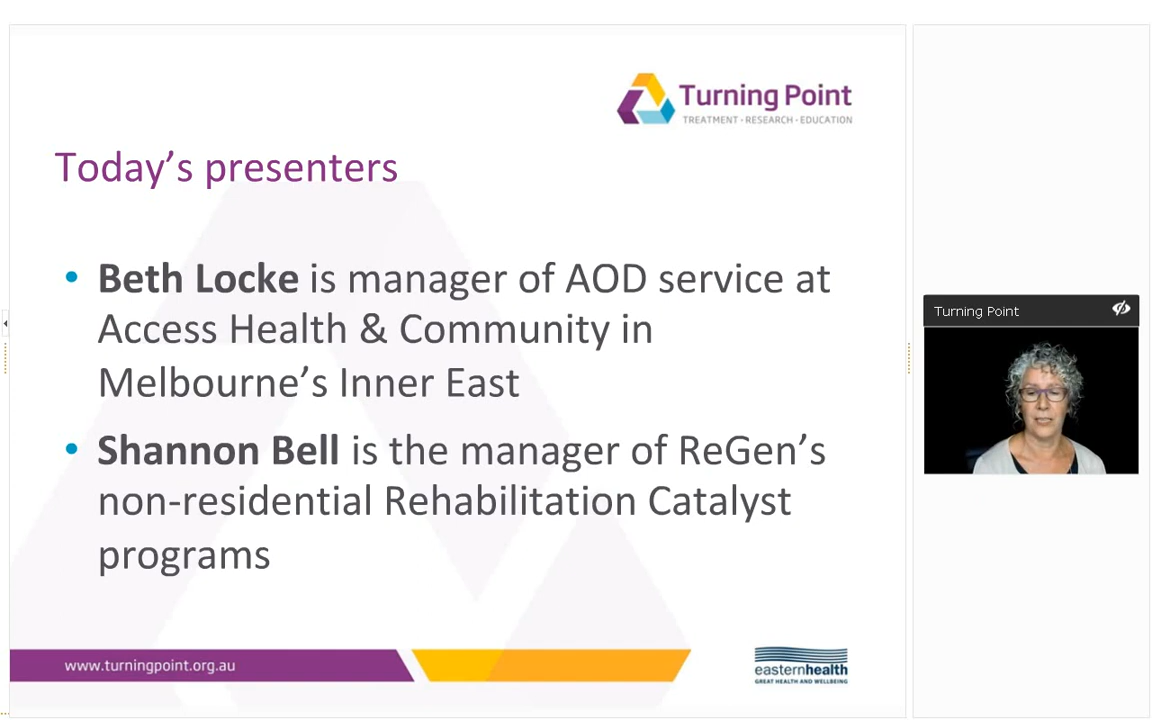 Turning Point
TREATMENT • RESEARCH • EDUCATION
Today's presenters
• Beth Locke is manager of AOD service at
Access Health & Community in
Melbourne's Inner East
• Shannon Bell is the manager of ReGen's
non-residential Rehabilitation Catalyst
programs
www.turningpoint.org.au
easternhealth
GREAT HEALTH AND WELLBEING
Turning Point